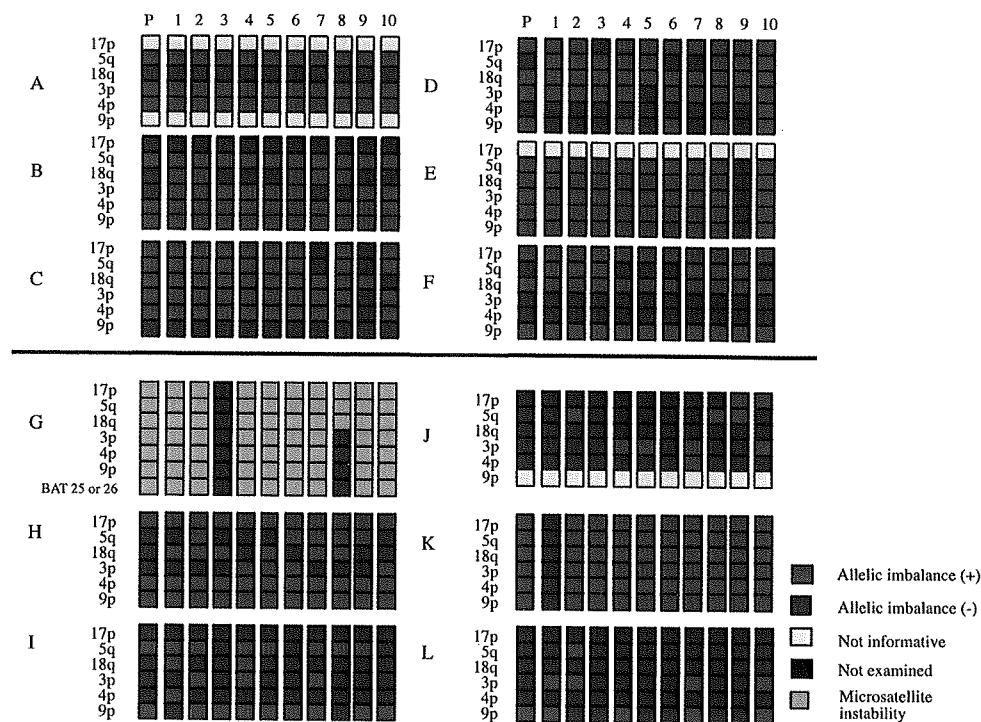 P 1 2 3 4 5 6 7 8 9 10
A
17p
5q
18q
3p
4p
9p
B
17p
5q
18q
3p
4p
9p
C
17p
5q
18q
3p
4p
9p
P 1 2 3 4 5 6 7 8 9 10
D
17p
5q
18q
3p
4p
9p
E
17p
5q
18q
3p
4p
9p
F
17p
5q
18q
3p
4p
9p
G
17p
5q
18q
3p
4p
9p
BAT 25 or 26
H
17p
5q
18q
3p
4p
9p
I
17p
5q
18q
3p
4p
9p
J
17p
5q
18q
3p
4p
9p
K
17p
5q
18q
3p
4p
9p
L
17p
5q
18q
3p
4p
9p
Allelic imbalance (+)
Allelic imbalance (-)
Not informative
Not examined
Microsatellite
instability